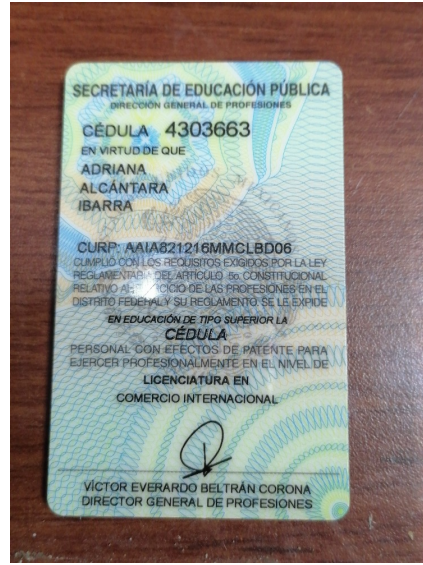 SECRETARÍA DE EDUCACIÓN PÚBLICA
DIRECCIÓN GENERAL DE PROFESIONES
CÉDULA 4303663
EN VIRTUD DE QUE
ADRIANA
ALCÁNTARA
IBARRA
CURP: AAIA821216MMCLBD06
CUMPLIÓ CON LOS REQUISITOS EXIGIDOS POR LA LEY
REGLAMENTARIA DEL ARTÍCULO 5o. CONSTITUCIONAL
RELATIVO AL EJERCICIO DE LAS PROFESIONES EN EL
DISTRITO FEDERAL Y SU REGLAMENTO, SE LE EXPIDE
EN EDUCACIÓN DE TIPO SUPERIOR LA
CÉDULA
PERSONAL CON EFECTOS DE PATENTE PARA
EJERCER PROFESIONALMENTE EN EL NIVEL DE
LICENCIATURA EN
COMERCIO INTERNACIONAL
VÍCTOR EVERARDO BELTRÁN CORONA
DIRECTOR GENERAL DE PROFESIONES